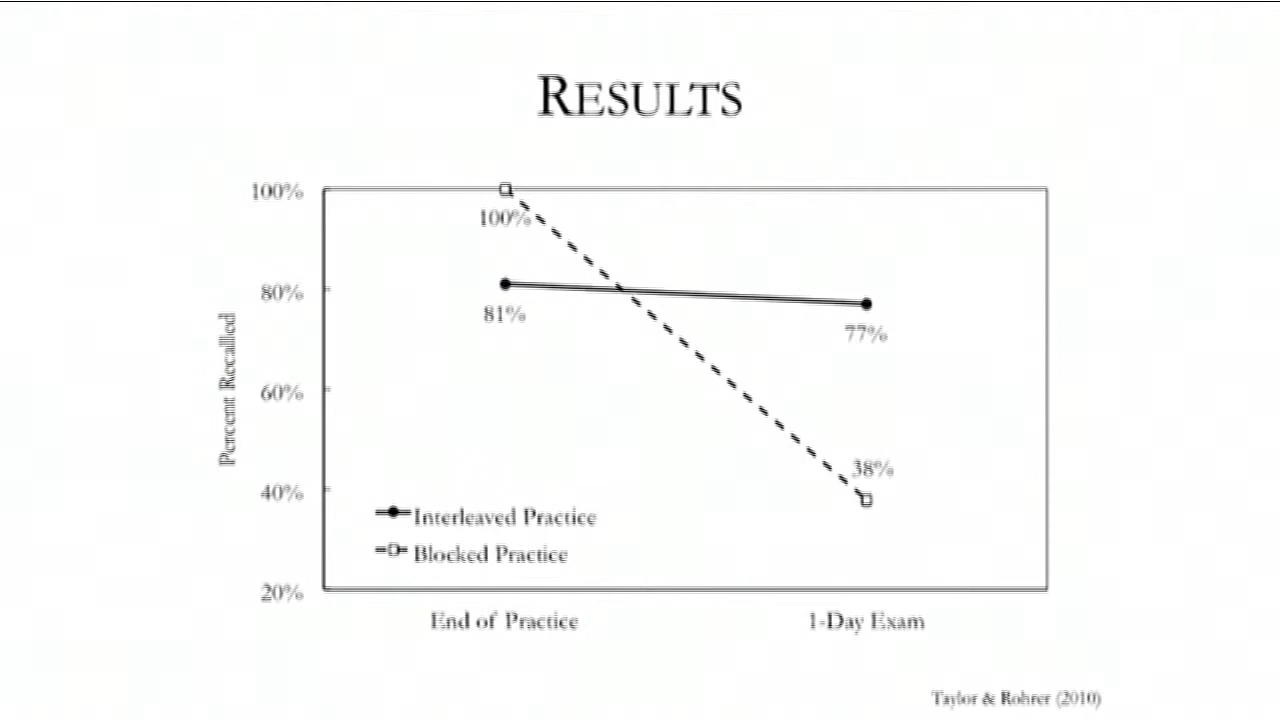 RESULTS
100%
100%
80%
81%
77%
60%
Percent Recalled
38%
40%
Interleaved Practice
Blocked Practice
20%
End of Practice
1-Day Exam
Taylor & Rohrer (2010)